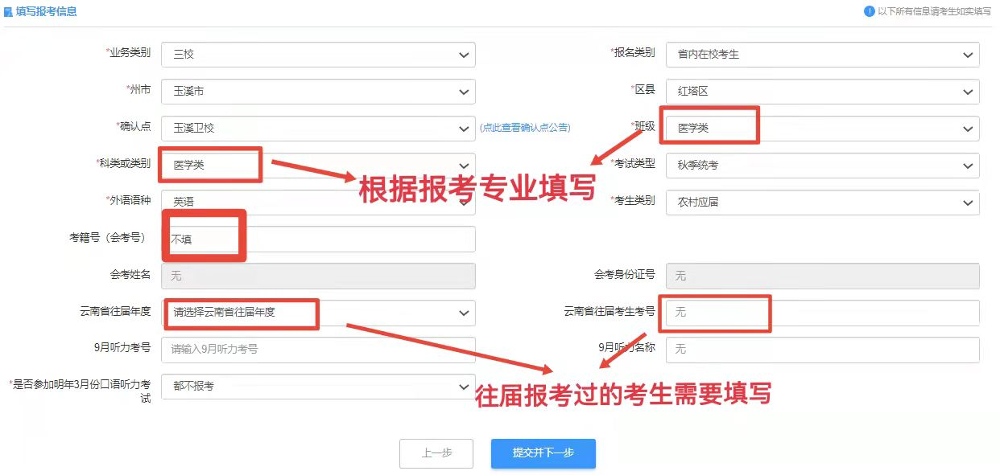 填写报考信息
以下所有信息请考生如实填写
*业务类别 三校
*报名类别 省内在校考生
*州市 玉溪市
*区县 红塔区
*确认点 玉溪卫校 (点此查看确认点公告)
*班级 医学类
*科类或类别 医学类
*考试类型 秋季统考
根据报考专业填写
*外语语种 英语
*考生类别 农村应届
考籍号（会考号） 不填
会考姓名 无
会考身份证号 无
云南省往届年度 请选择云南省往届年度
云南省往届考生考号 无
9月听力考号 请输入9月听力考号
9月听力名称 无
*是否参加明年3月份口语听力考
试
都不报考
往届报考过的考生需要填写
上一步
提交并下一步